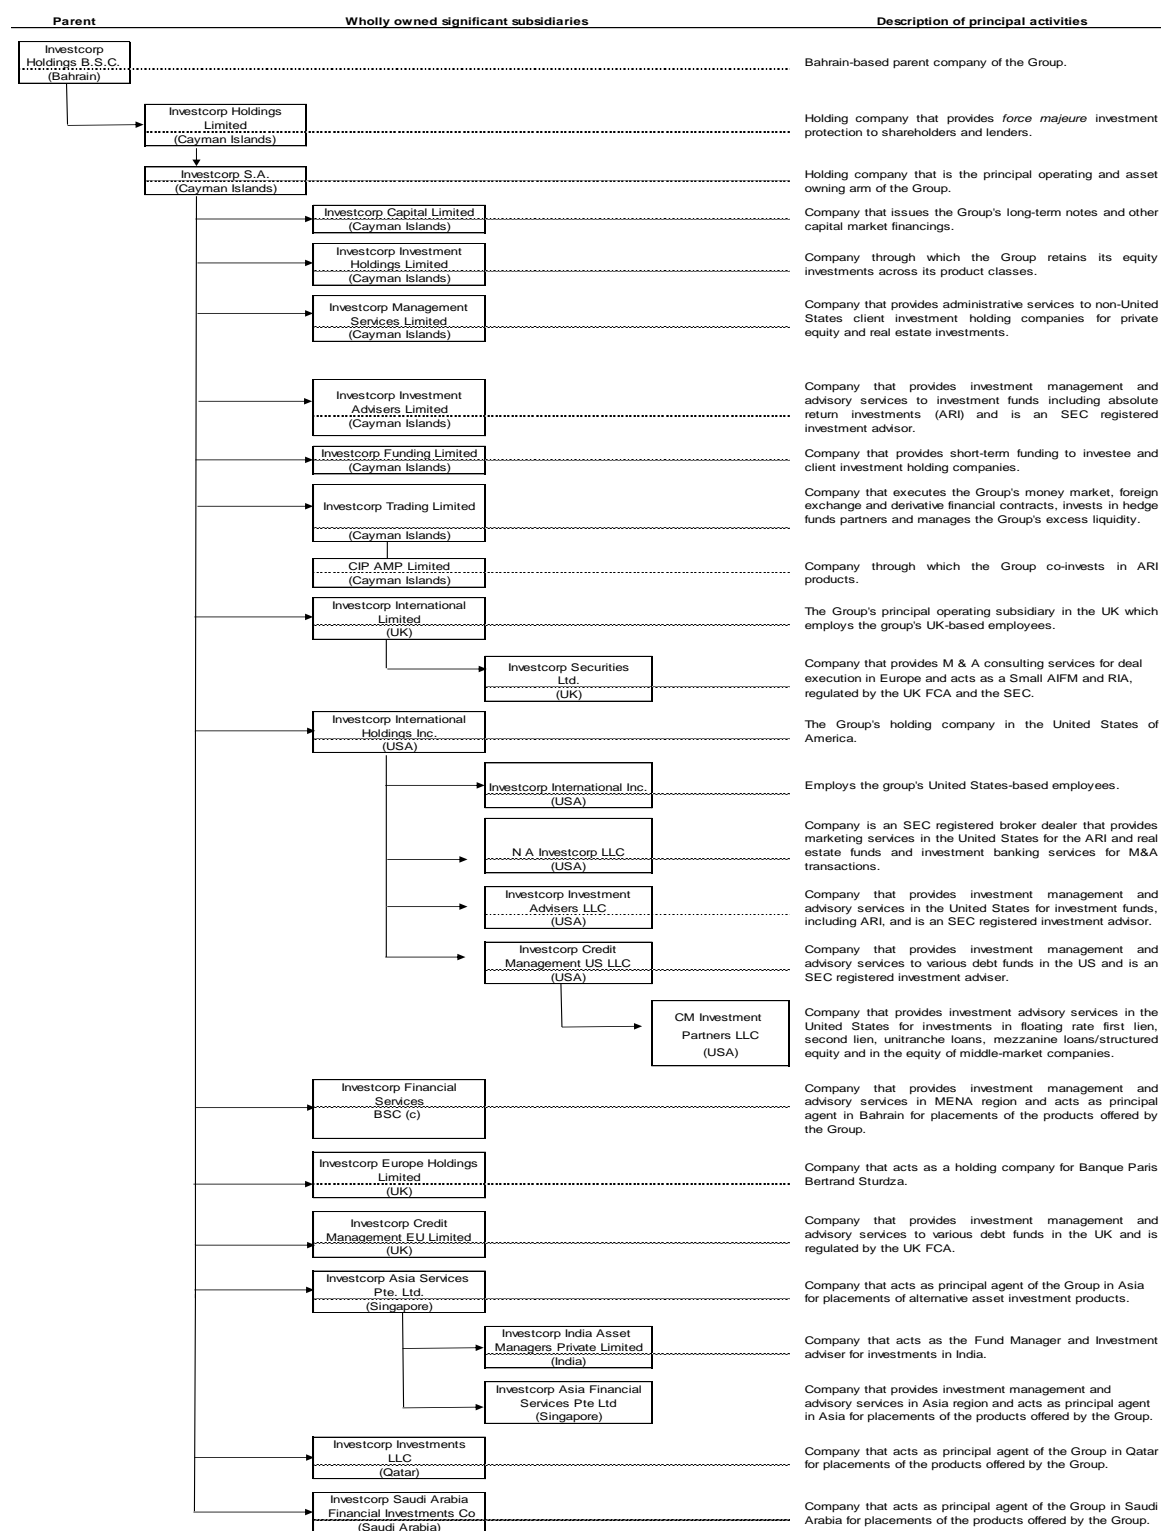 Parent Wholly owned significant subsidiaries Description of principal activities
Investcorp
Holdings B.S.C.
(Bahrain)
Bahrain-based parent company of the Group.
Investcorp Holdings
Limited
(Cayman Islands)
Holding company that provides force majeure investment
protection to shareholders and lenders.
Investcorp S.A.
(Cayman Islands)
Holding company that is the principal operating and asset
owning arm of the Group.
Investcorp Capital Limited
(Cayman Islands)
Company that issues the Group's long-term notes and other
capital market financings.
Investcorp Investment
Holdings Limited
(Cayman Islands)
Company through which the Group retains its equity
investments across its product classes.
Investcorp Management
Services Limited
(Cayman Islands)
Company that provides administrative services to non-United
States client investment holding companies for private
equity and real estate investments.
Investcorp Investment
Advisers Limited
(Cayman Islands)
Company that provides investment management and
advisory services to investment funds including absolute
return investments (ARI) and is an SEC registered
investment advisor.
Investcorp Funding Limited
(Cayman Islands)
Company that provides short-term funding to investee and
client investment holding companies.
Investcorp Trading Limited
(Cayman Islands)
Company that executes the Group's money market, foreign
exchange and derivative financial contracts, invests in hedge
funds partners and manages the Group's excess liquidity.
CIP AMP Limited
(Cayman Islands)
Company through which the Group co-invests in ARI
products.
Investcorp International
Limited
(UK)
The Group's principal operating subsidiary in the UK which
employs the group's UK-based employees.
Investcorp Securities
Ltd.
(UK)
Company that provides M & A consulting services for deal
execution in Europe and acts as a Small AIFM and RIA,
regulated by the UK FCA and the SEC.
Investcorp International
Holdings Inc.
(USA)
The Group's holding company in the United States of
America.
Investcorp International Inc.
(USA)
Employs the group's United States-based employees.
N A Investcorp LLC
(USA)
Company is an SEC registered broker dealer that provides
marketing services in the United States for the ARI and real
estate funds and investment banking services for M&A
transactions.
Investcorp Investment
Advisers LLC
(USA)
Company that provides investment management and
advisory services in the United States for investment funds,
including ARI, and is an SEC registered investment advisor.
Investcorp Credit
Management US LLC
(USA)
Company that provides investment management and
advisory services to various debt funds in the US and is an
SEC registered investment adviser.
CM Investment
Partners LLC
(USA)
Company that provides investment advisory services in the
United States for investments in floating rate first lien,
second lien, unitranche loans, mezzanine loans/structured
equity and in the equity of middle-market companies.
Investcorp Financial
Services
BSC (c)
Company that provides investment management and
advisory services in MENA region and acts as principal
agent in Bahrain for placements of the products offered by
the Group.
Investcorp Europe Holdings
Limited
(UK)
Company that acts as a holding company for Banque Paris
Bertrand Sturdza.
Investcorp Credit
Management EU Limited
(UK)
Company that provides investment management and
advisory services to various debt funds in the UK and is
regulated by the UK FCA.
Investcorp Asia Services
Pte. Ltd.
(Singapore)
Company that acts as principal agent of the Group in Asia
for placements of alternative asset investment products.
Investcorp India Asset
Managers Private Limited
(India)
Company that acts as the Fund Manager and Investment
adviser for investments in India.
Investcorp Asia Financial
Services Pte Ltd
(Singapore)
Company that provides investment management and
advisory services in Asia region and acts as principal agent
in Asia for placements of the products offered by the Group.
Investcorp Investments
LLC
(Qatar)
Company that acts as principal agent of the Group in Qatar
for placements of the products offered by the Group.
Investcorp Saudi Arabia
Financial Investments Co
(Saudi Arabia)
Company that acts as principal agent of the Group in Saudi
Arabia for placements of the products offered by the Group.